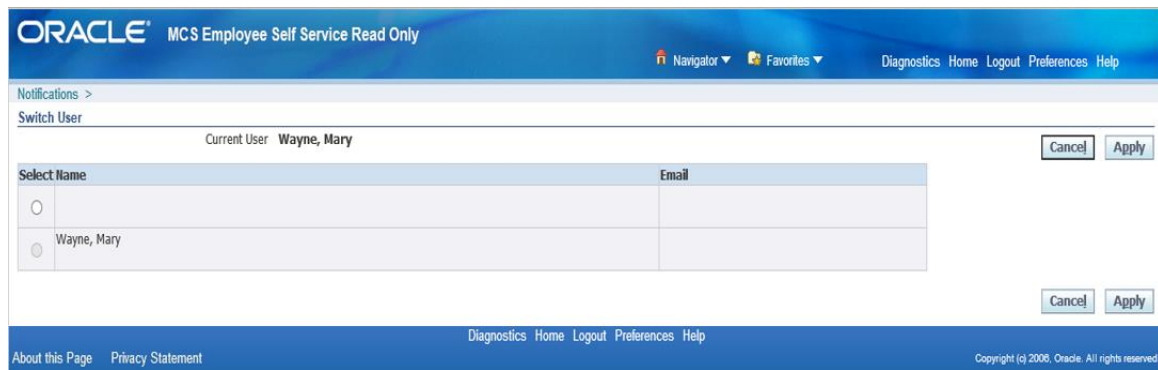 ORACLE® MCS Employee Self Service Read Only
Navigator Favorites Diagnostics Home Logout Preferences Help
Notifications >
Switch User
Current User Wayne, Mary
Cancel Apply
Select Name Email
Wayne, Mary
Cancel Apply
Diagnostics Home Logout Preferences Help
About this Page Privacy Statement Copyright (c) 2006, Oracle. All rights reserved